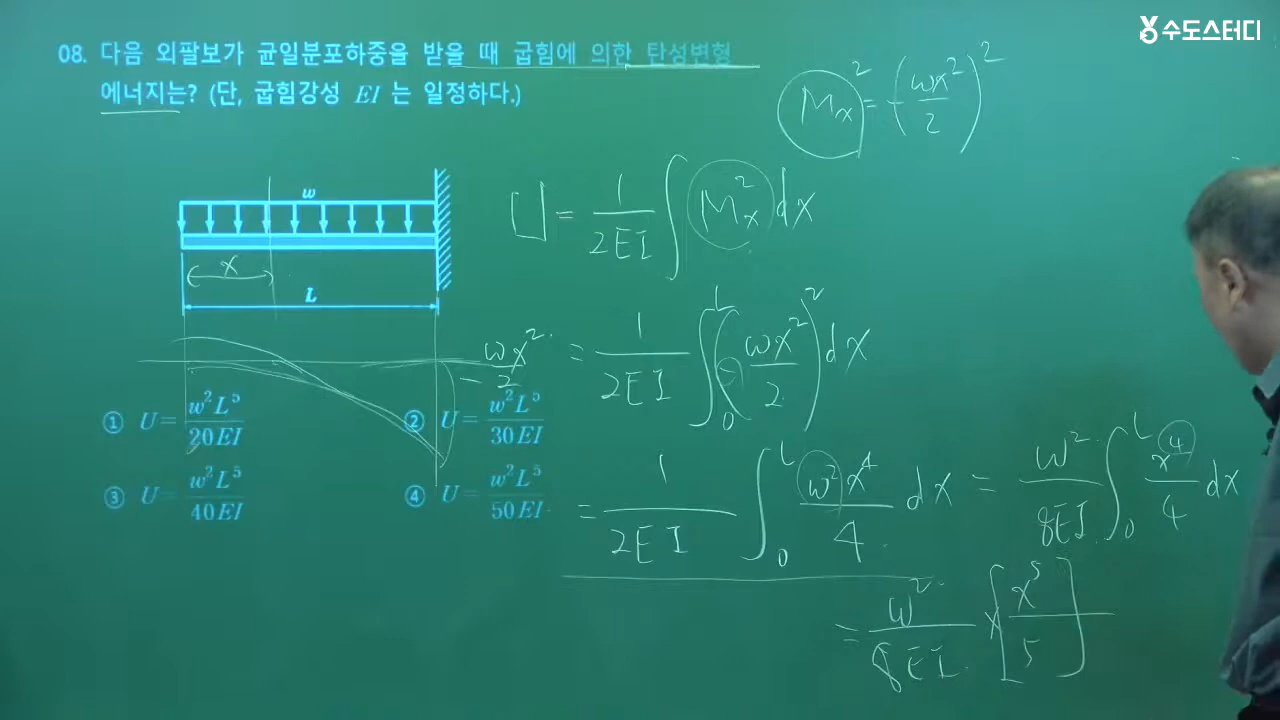 수도스터디
08. 다음 외팔보가 균일분포하중을 받을 때 굽힘에 의한 탄성변형
에너지는? (단, 굽힘강성 EI 는 일정하다.)
w
x
L
-wx²/2
① U = w²L⁵/20EI
② U = w²L⁵/30EI
③ U = w²L⁵/40EI
④ U = w²L⁵/50EI
Mx² = (-wx²/2)²
U = 1/2EI ∫ Mx² dx
= 1/2EI ∫₀ᴸ (-wx²/2)² dx
= 1/2EI ∫₀ᴸ w²x⁴/4 dx = w²/8EI ∫₀ᴸ x⁴/4 dx
= w²/8EI × [x⁵/5]